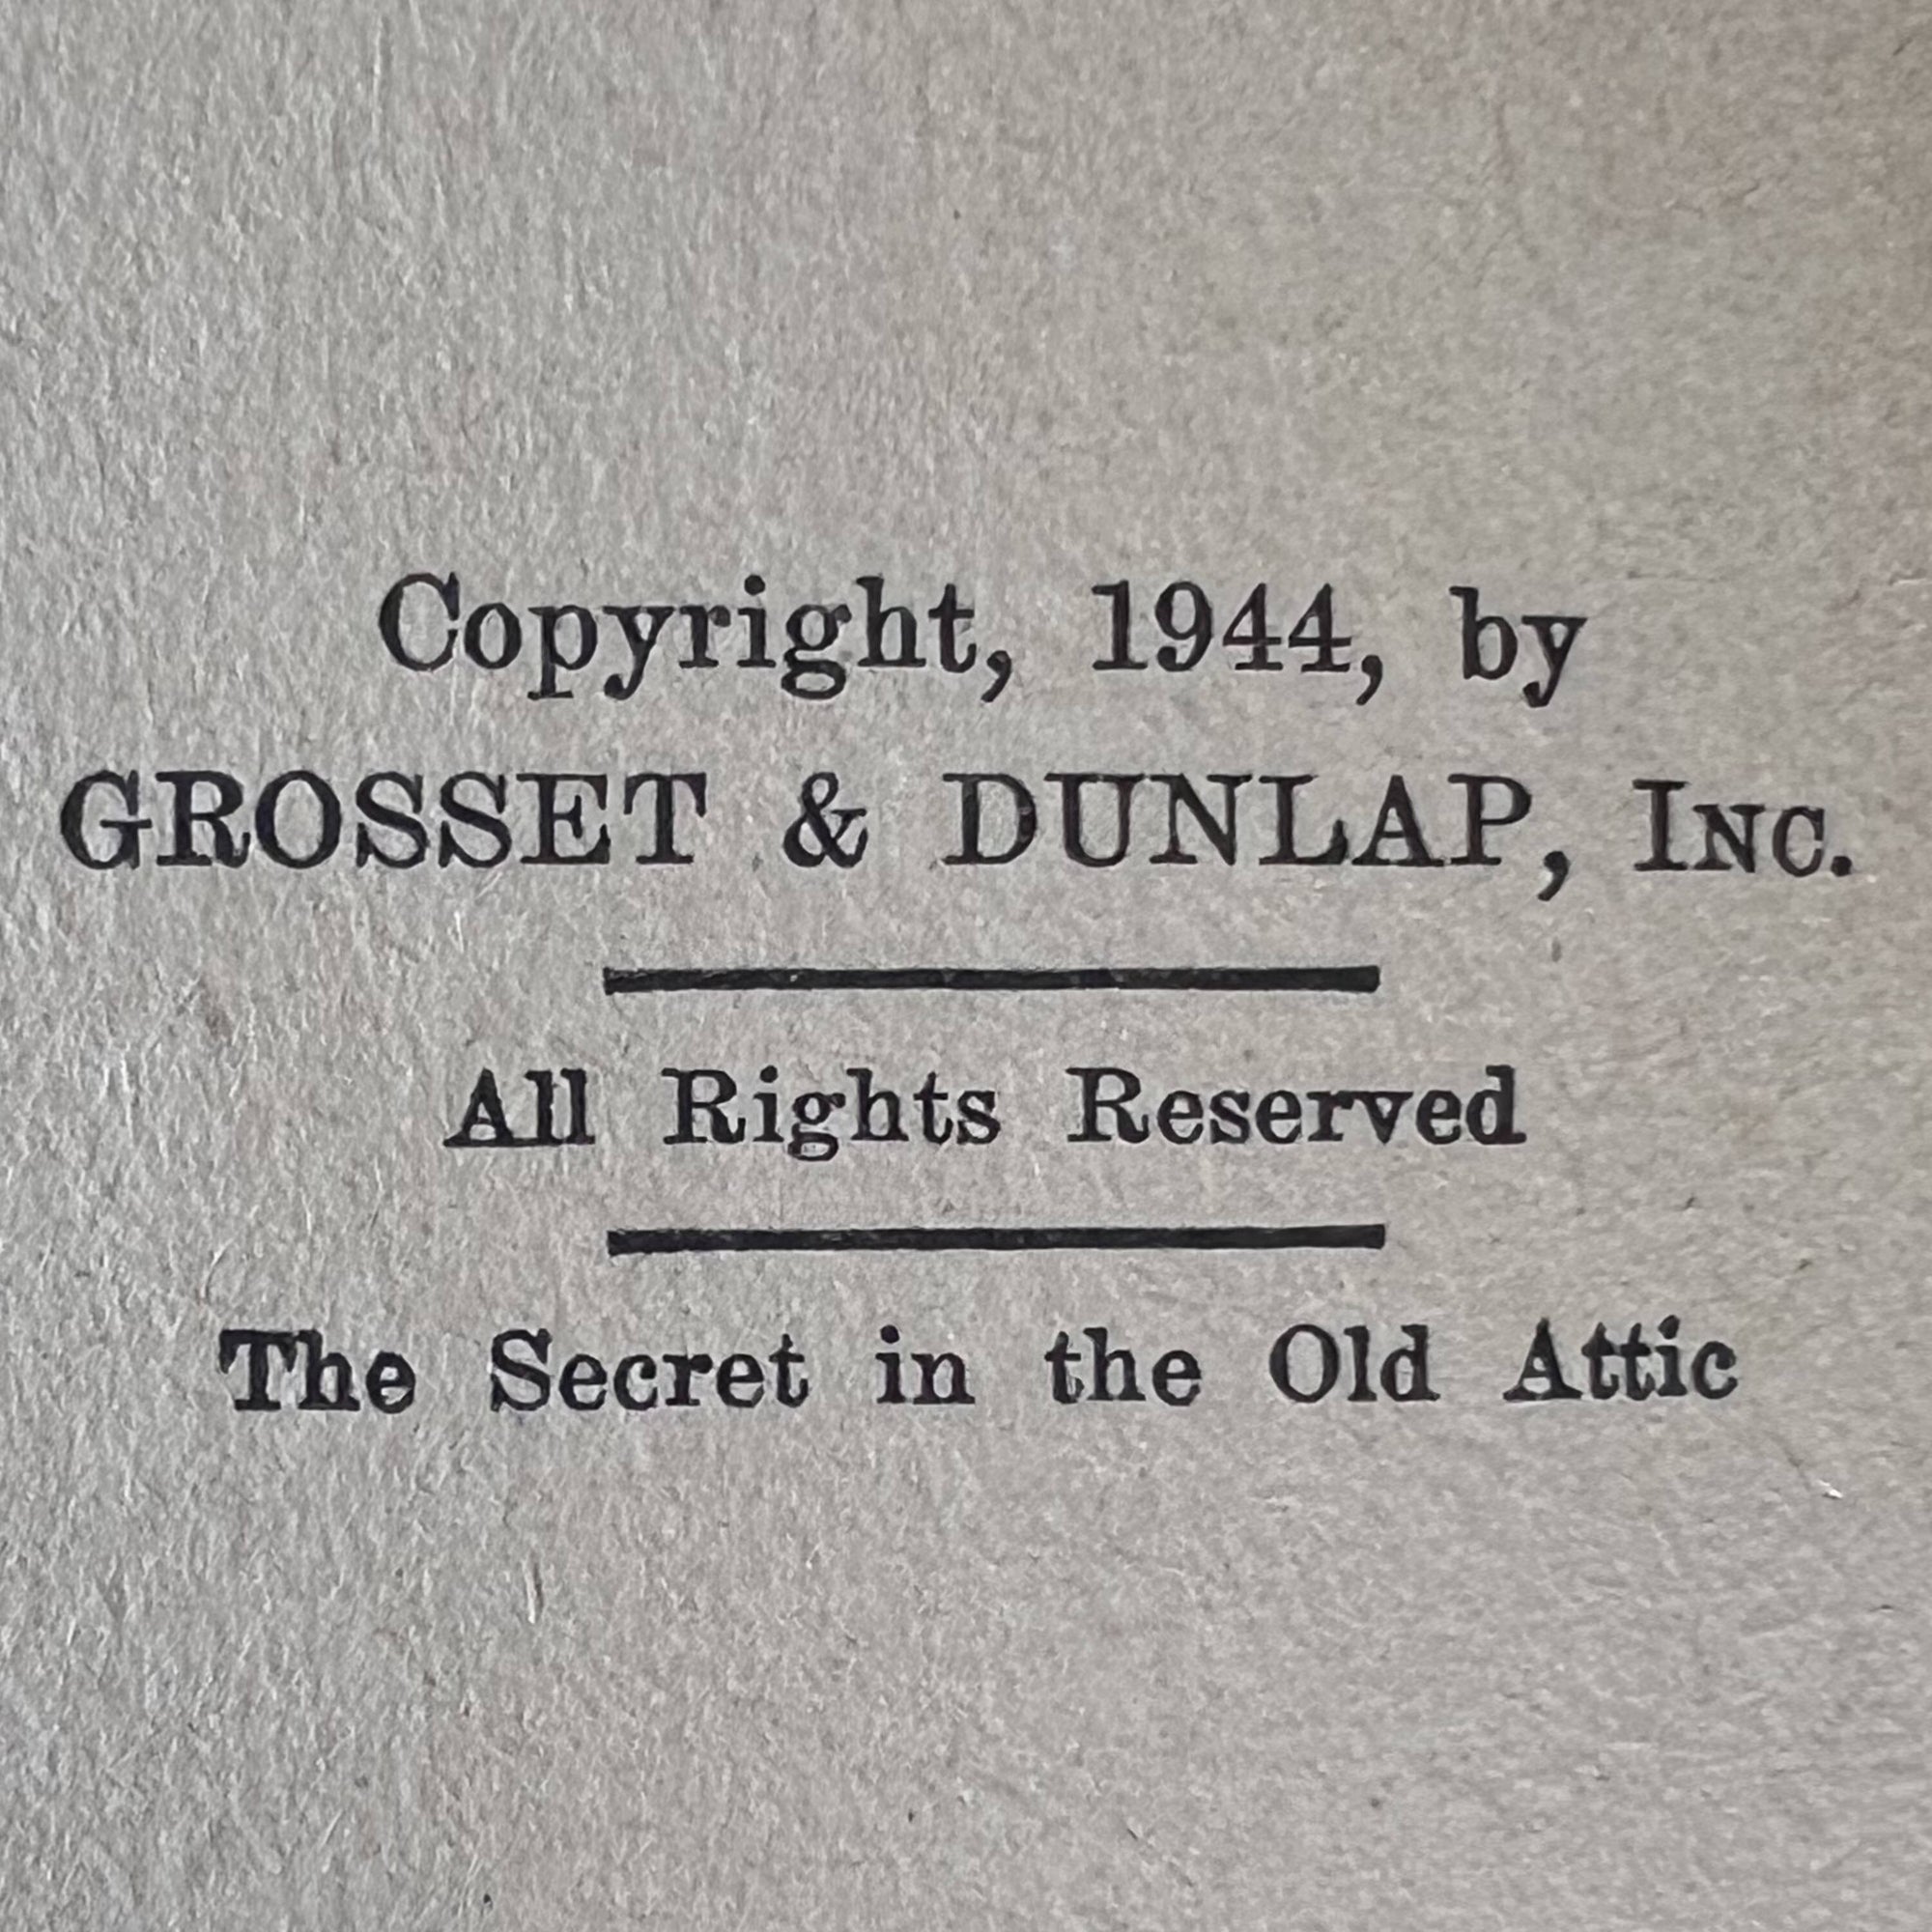 Copyright, 1944, by
GROSSET & DUNLAP, INC.
All Rights Reserved
The Secret in the Old Attic